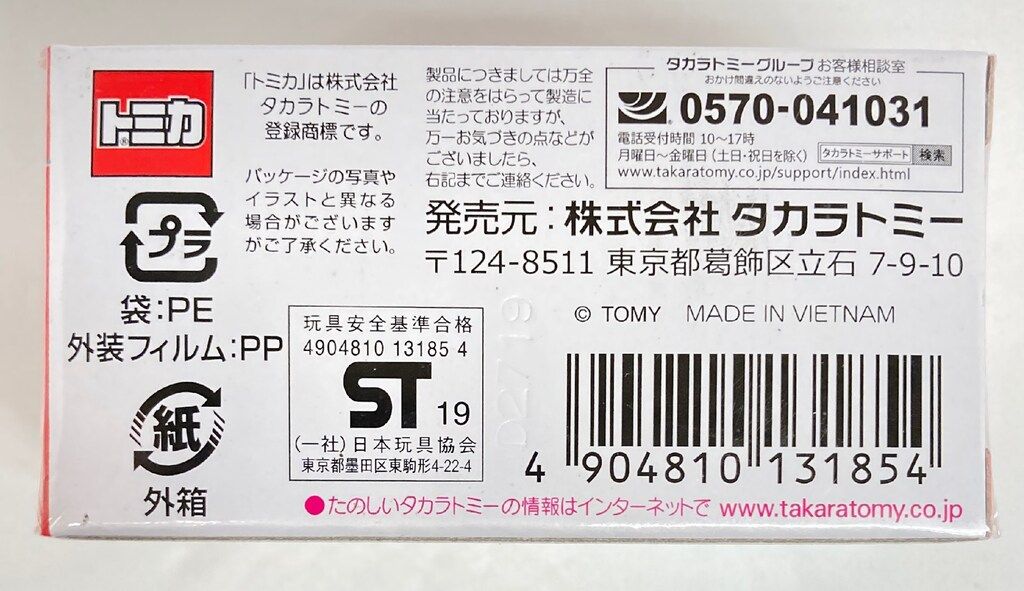 トミカ
「トミカ」は株式会社
タカラトミーの
登録商標です。
パッケージの写真や
イラストと異なる
場合がございます
がご了承ください。
製品につきましては万全
の注意をはらって製造に
当たっておりますが、
万一お気づきの点などが
ございましたら、
右記までご連絡ください。
タカラトミーグループ お客様相談室
おかけ間違えのないようご注意ください
0570-041031
電話受付時間 10〜17時
月曜日〜金曜日 (土日・祝日を除く) タカラトミーサポート 検索
www.takaratomy.co.jp/support/index.html
発売元:株式会社 タカラトミー
〒124-8511 東京都葛飾区立石 7-9-10
© TOMY MADE IN VIETNAM
プラ
袋:PE
外装フィルム:PP
紙
外箱
玩具安全基準合格
4904810 13185 4
ST 19
(一社)日本玩具協会
東京都墨田区東駒形4-22-4
D2719
4 904810 131854
●たのしいタカラトミーの情報はインターネットで www.takaratomy.co.jp